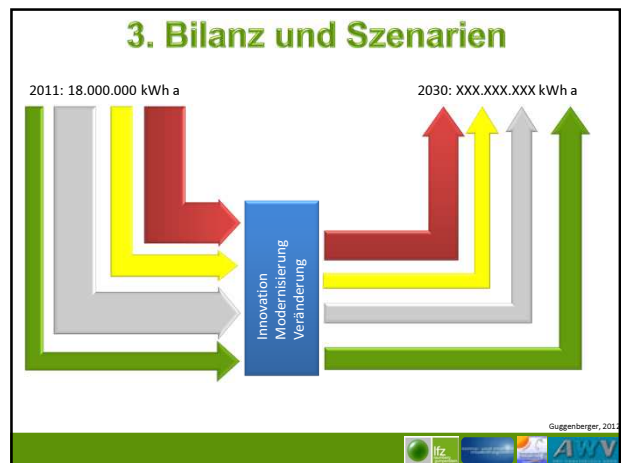 3. Bilanz und Szenarien
2011: 18.000.000 kWh a
2030: XXX.XXX.XXX kWh a
Innovation
Modernisierung
Veränderung
Guggenberger, 2012
lfz
AWV